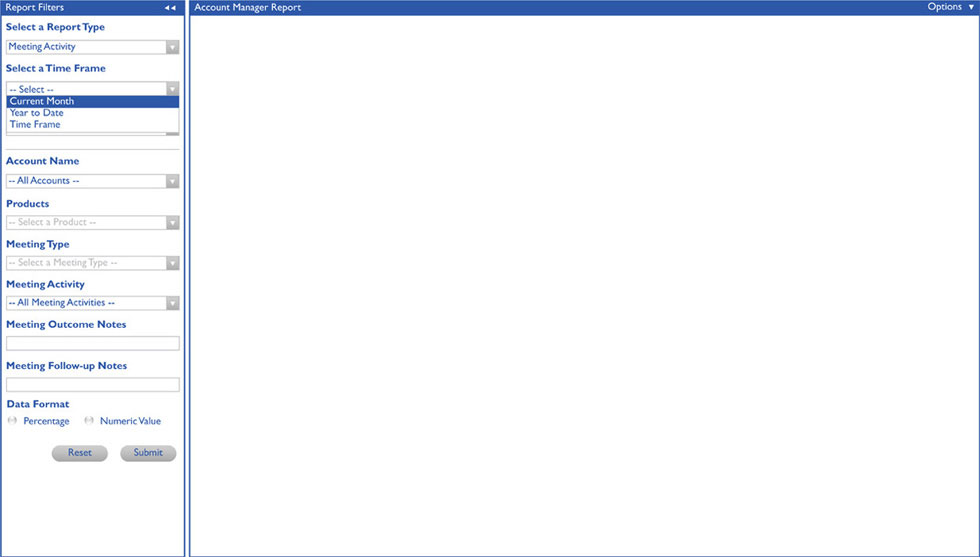 Report Filters
Account Manager Report
Options
Select a Report Type
Meeting Activity
Select a Time Frame
-- Select --
Current Month
Year to Date
Time Frame
Account Name
-- All Accounts --
Products
-- Select a Product --
Meeting Type
-- Select a Meeting Type --
Meeting Activity
-- All Meeting Activities --
Meeting Outcome Notes
Meeting Follow-up Notes
Data Format
Percentage Numeric Value
Reset Submit